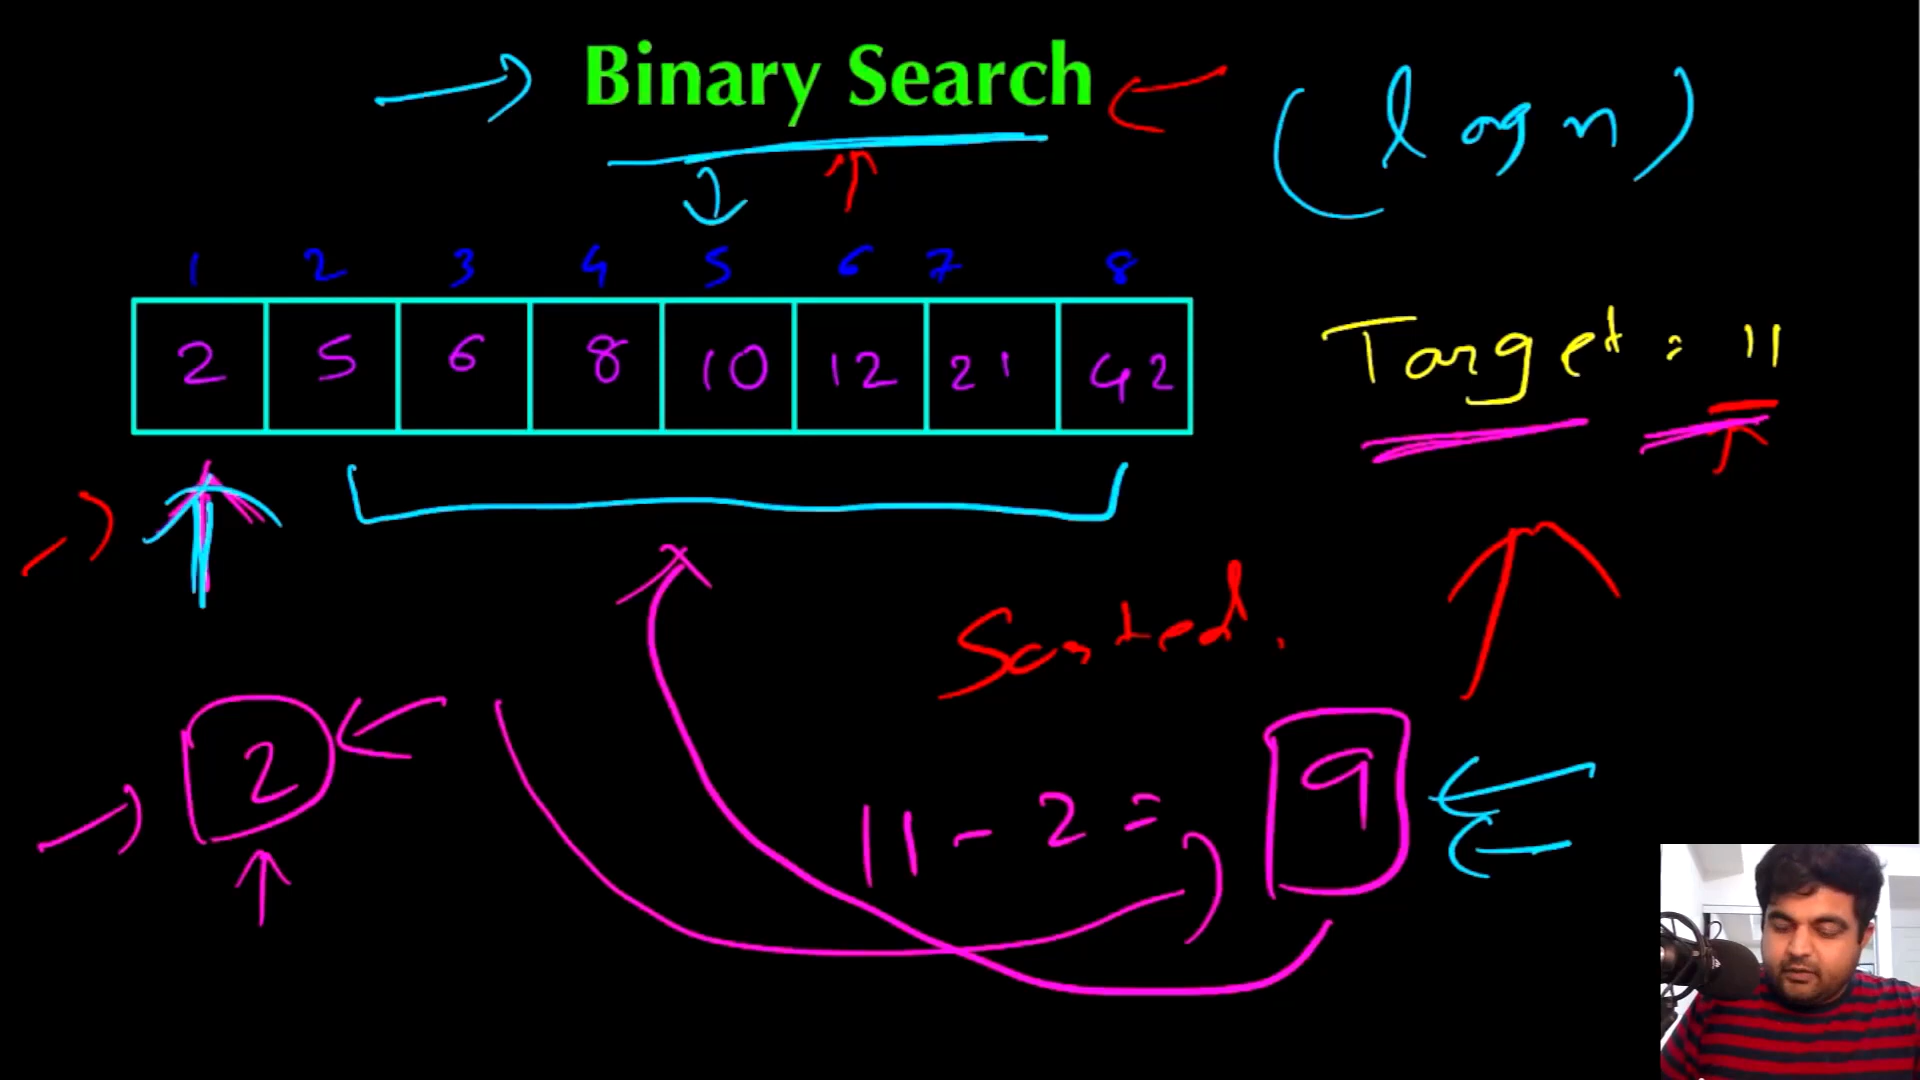 Binary Search
(log n)
1 2 3 4 5 6 7 8
2 5 6 8 10 12 21 42
Target = 11
Sorted.
2
11 - 2 = 9